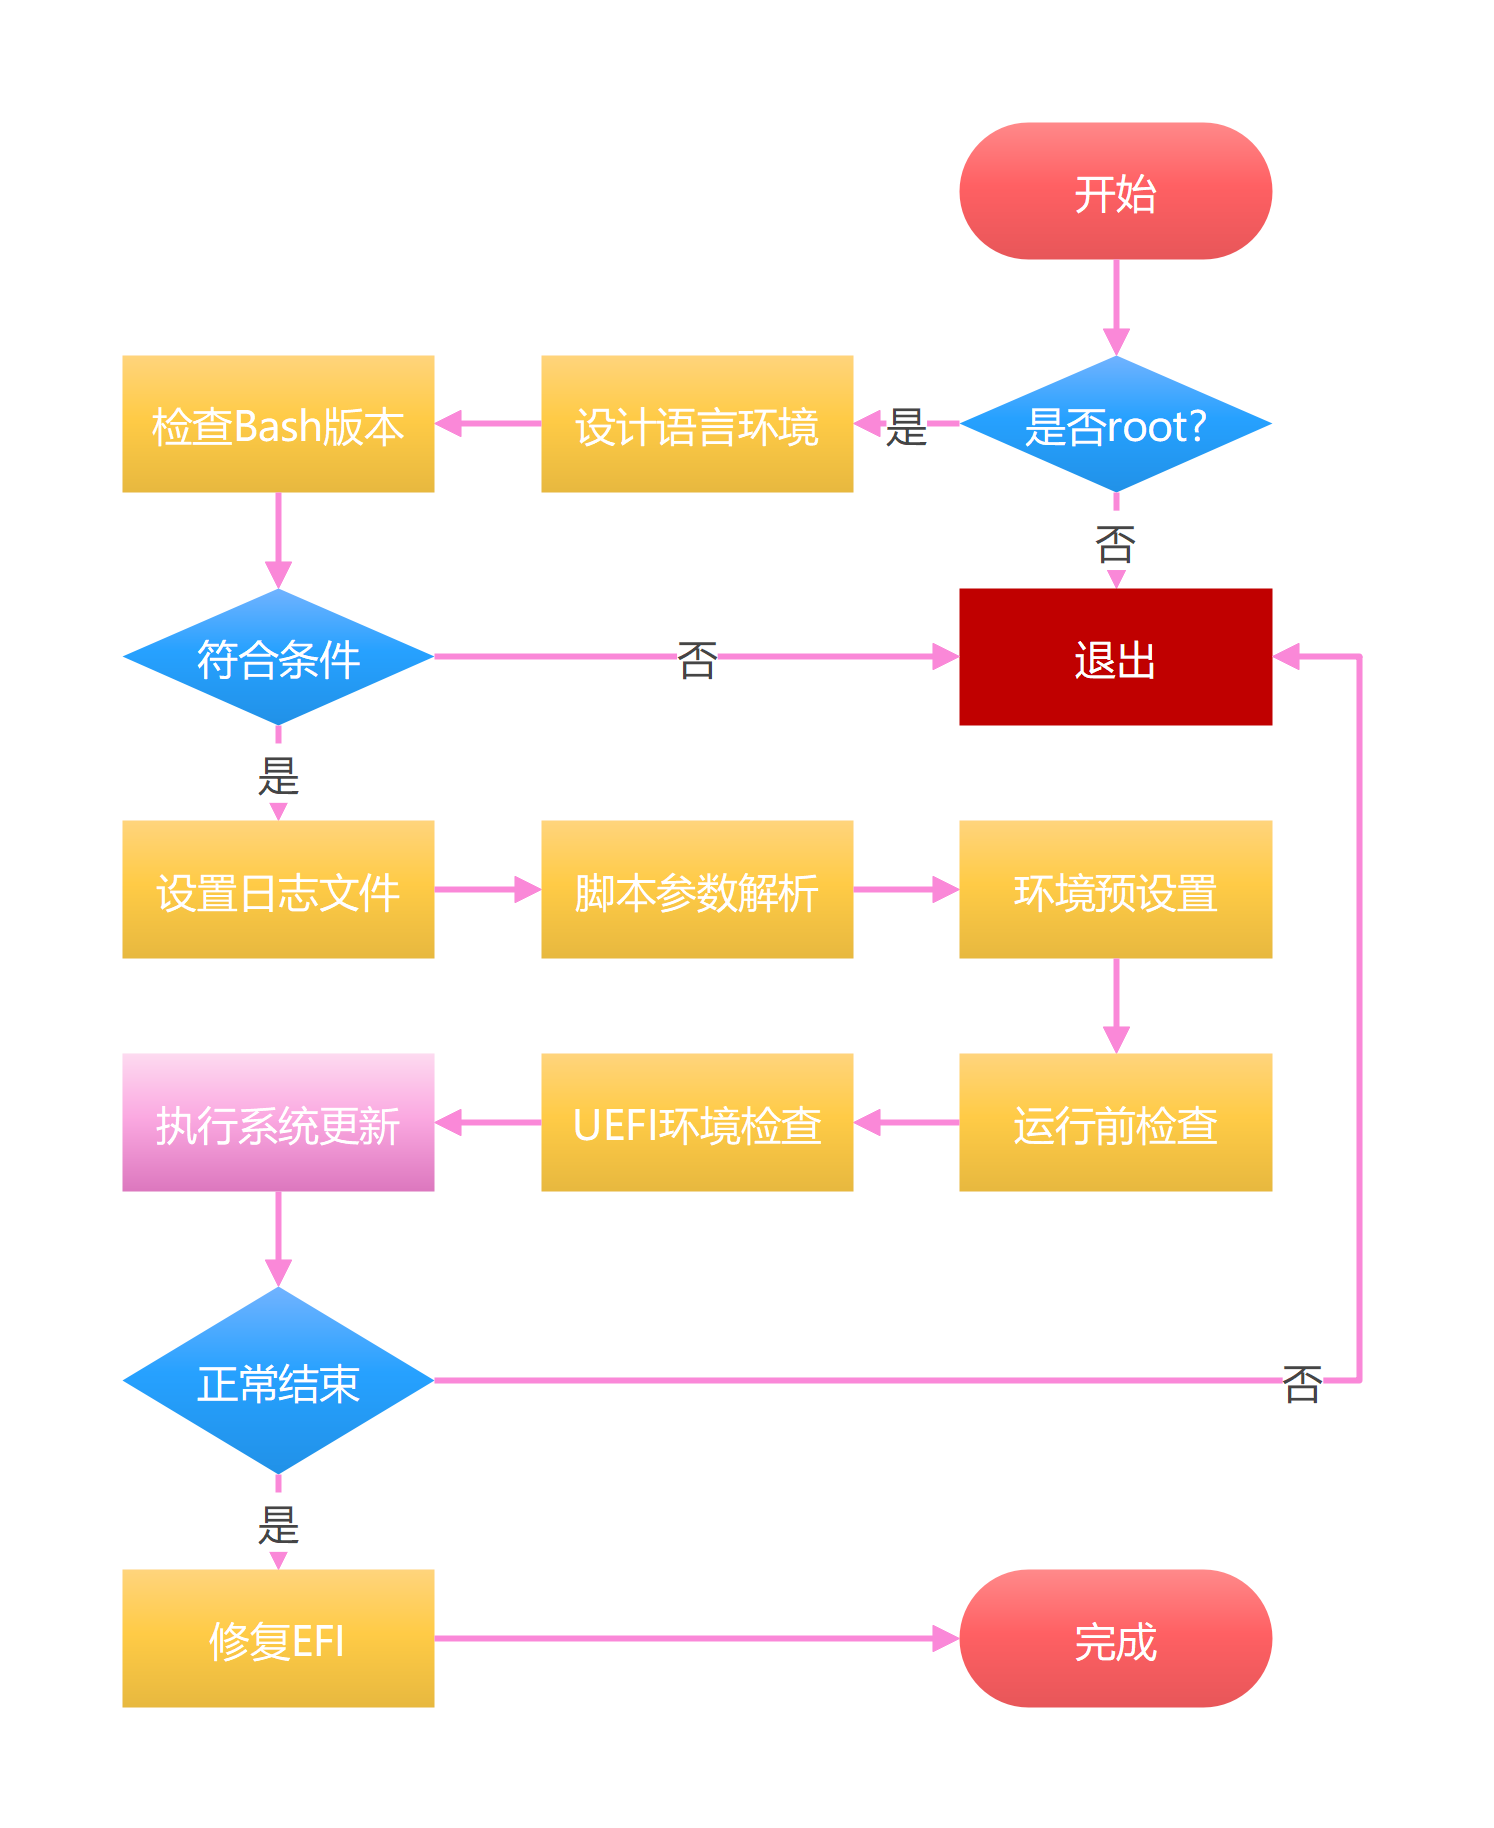 开始
是否root?
是
设计语言环境
检查Bash版本
否
符合条件
否
退出
是
设置日志文件
脚本参数解析
环境预设置
运行前检查
UEFI环境检查
执行系统更新
正常结束
否
是
修复EFI
完成